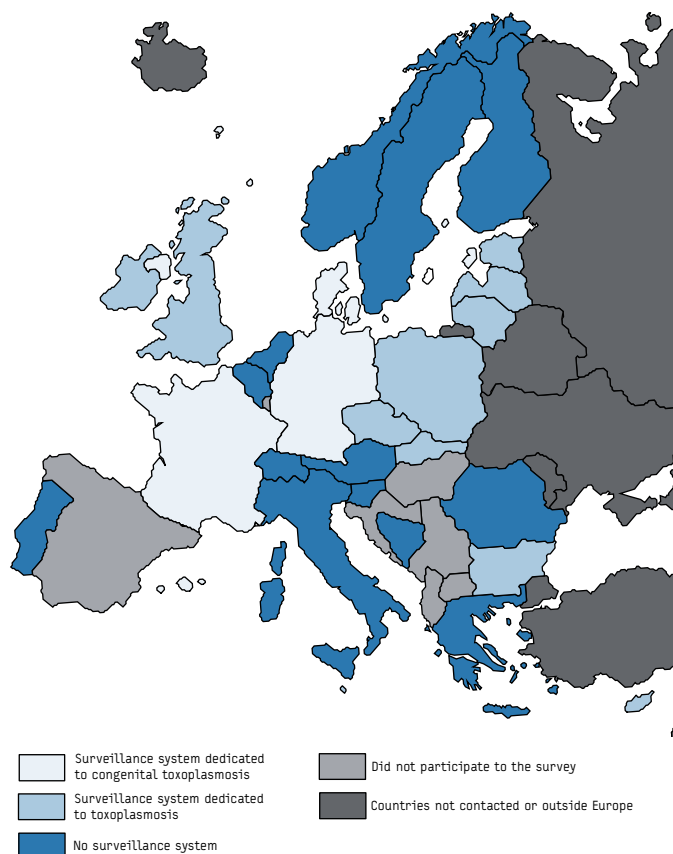 Surveillance system dedicated
to congenital toxoplasmosis
Surveillance system dedicated
to toxoplasmosis
No surveillance system
Did not participate to the survey
Countries not contacted or outside Europe